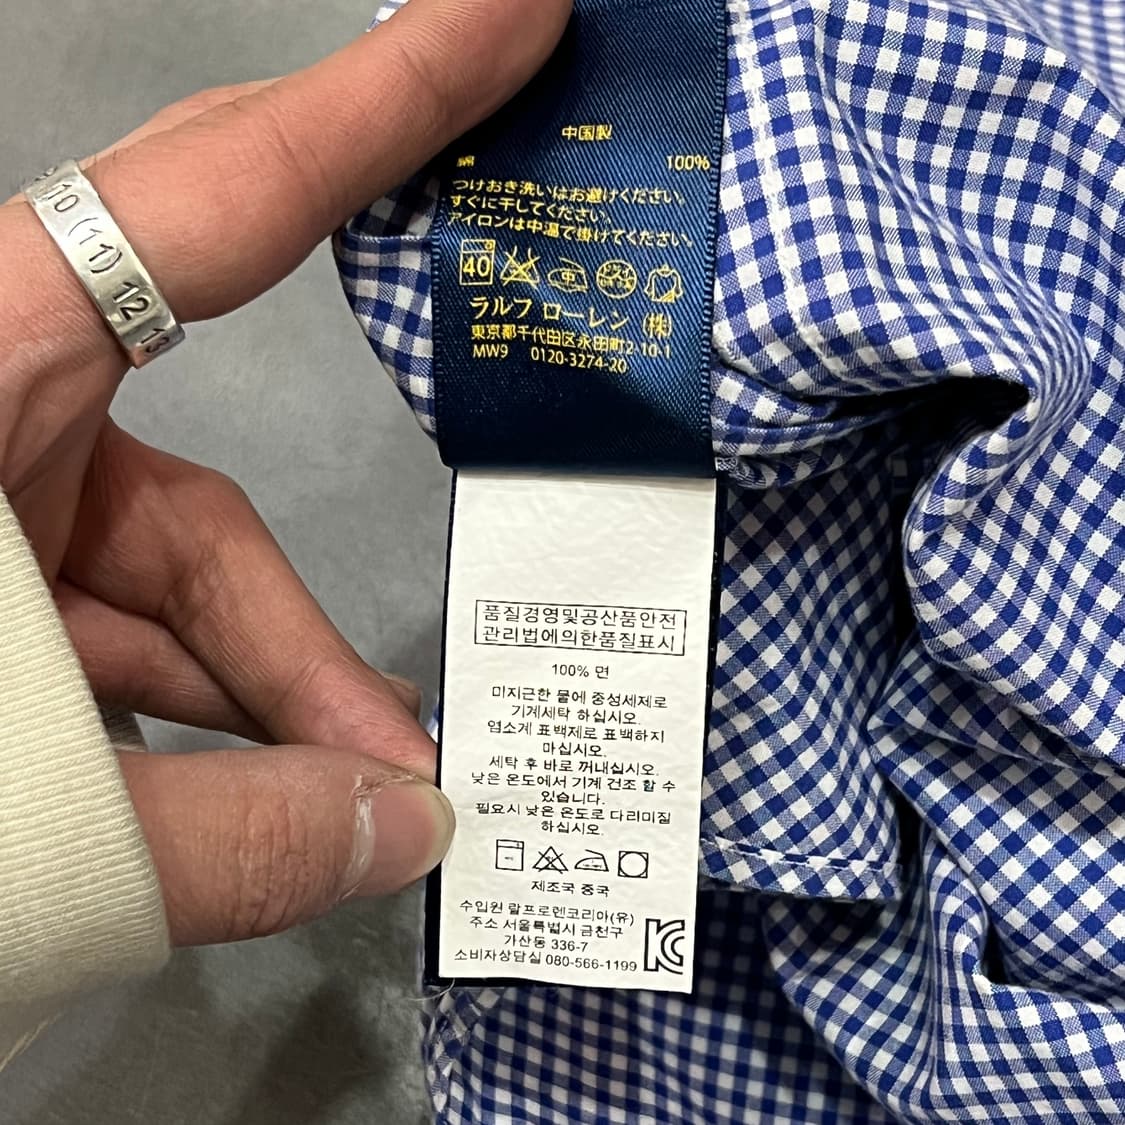 10 (11) 12 13
中国製
綿 100%
つけおき洗いはお避けください。
すぐに干してください。
アイロンは中温で掛けてください。
40 中
ラルフ ローレン (株)
東京都千代田区永田町2-10-1
MW9 0120-3274-20
품질경영및공산품안전
관리법에의한품질표시
100% 면
미지근한 물에 중성세제로
기계세탁 하십시오.
염소계 표백제로 표백하지
마십시오.
세탁 후 바로 꺼내십시오.
낮은 온도에서 기계 건조 할 수
있습니다.
필요시 낮은 온도로 다리미질
하십시오.
제조국 중국
수입원 랄프로렌코리아(유)
주소 서울특별시 금천구
가산동 336-7
소비자상담실 080-566-1199
KC